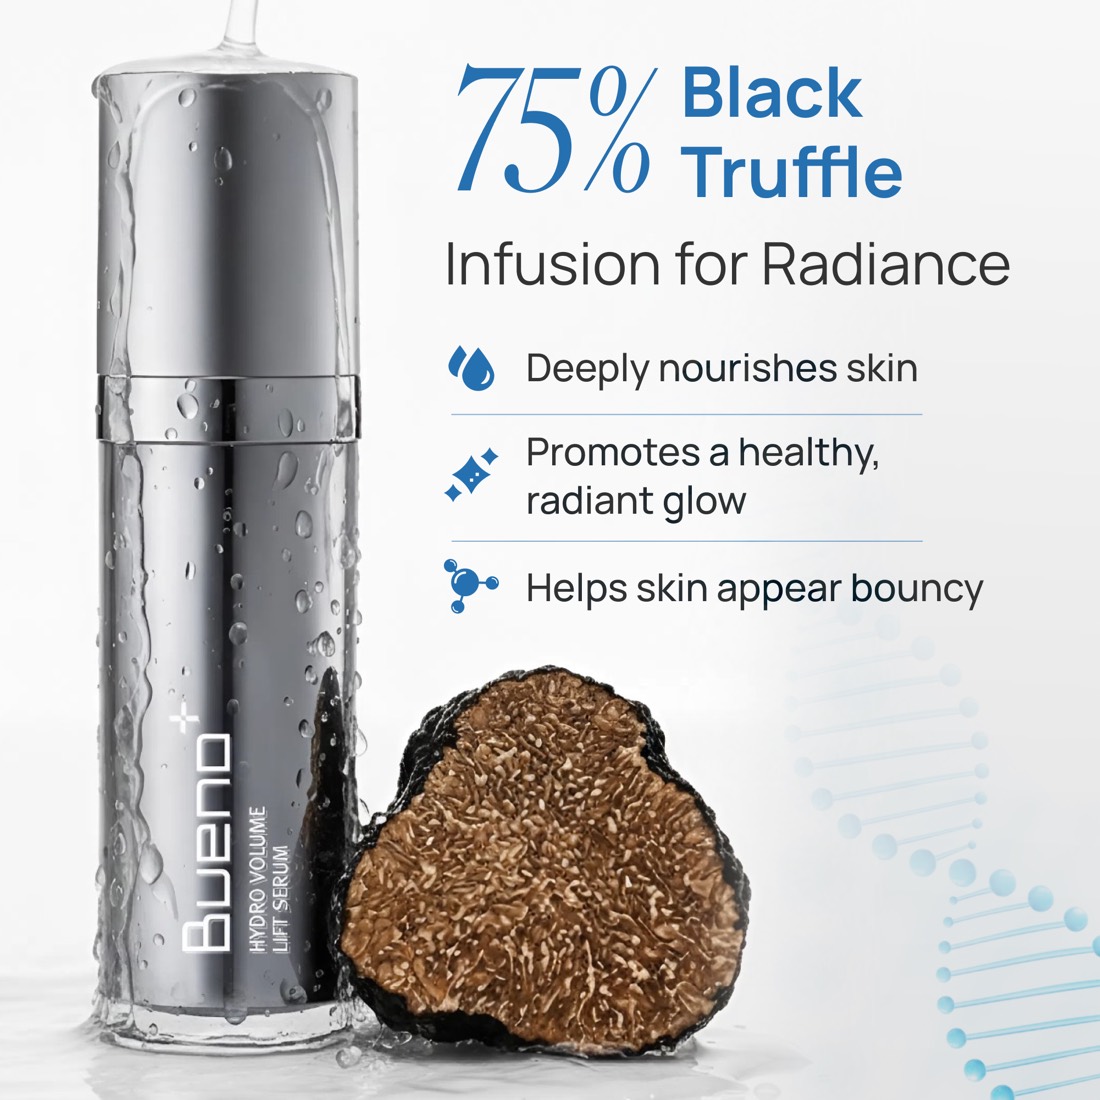 75% Black
Truffle
Infusion for Radiance
Deeply nourishes skin
Promotes a healthy,
radiant glow
Helps skin appear bouncy
Bueno+
HYDRO VOLUME
LIFT SERUM